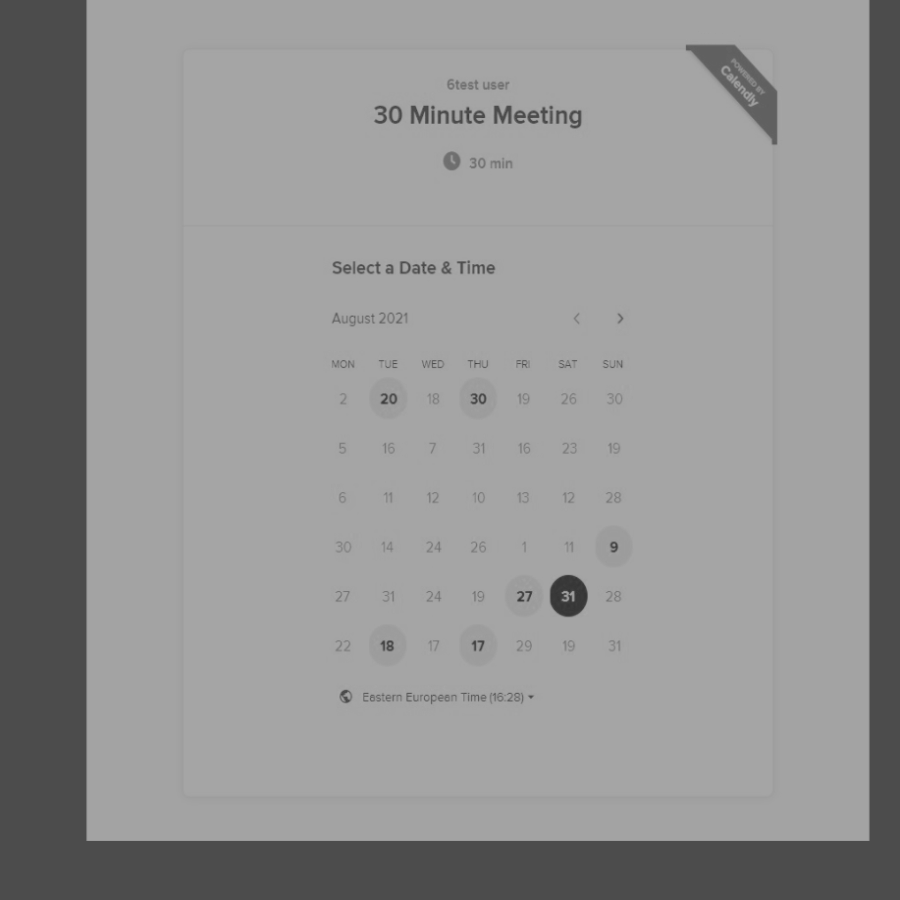 POWERED BY
Calendly
6test user
30 Minute Meeting
30 min
Select a Date & Time
August 2021
MON TUE WED THU FRI SAT SUN
2 20 18 30 19 26 30
5 16 7 31 16 23 19
6 11 12 10 13 12 28
30 14 24 26 1 11 9
27 31 24 19 27 31 28
22 18 17 17 29 19 31
Eastern European Time (16:28)